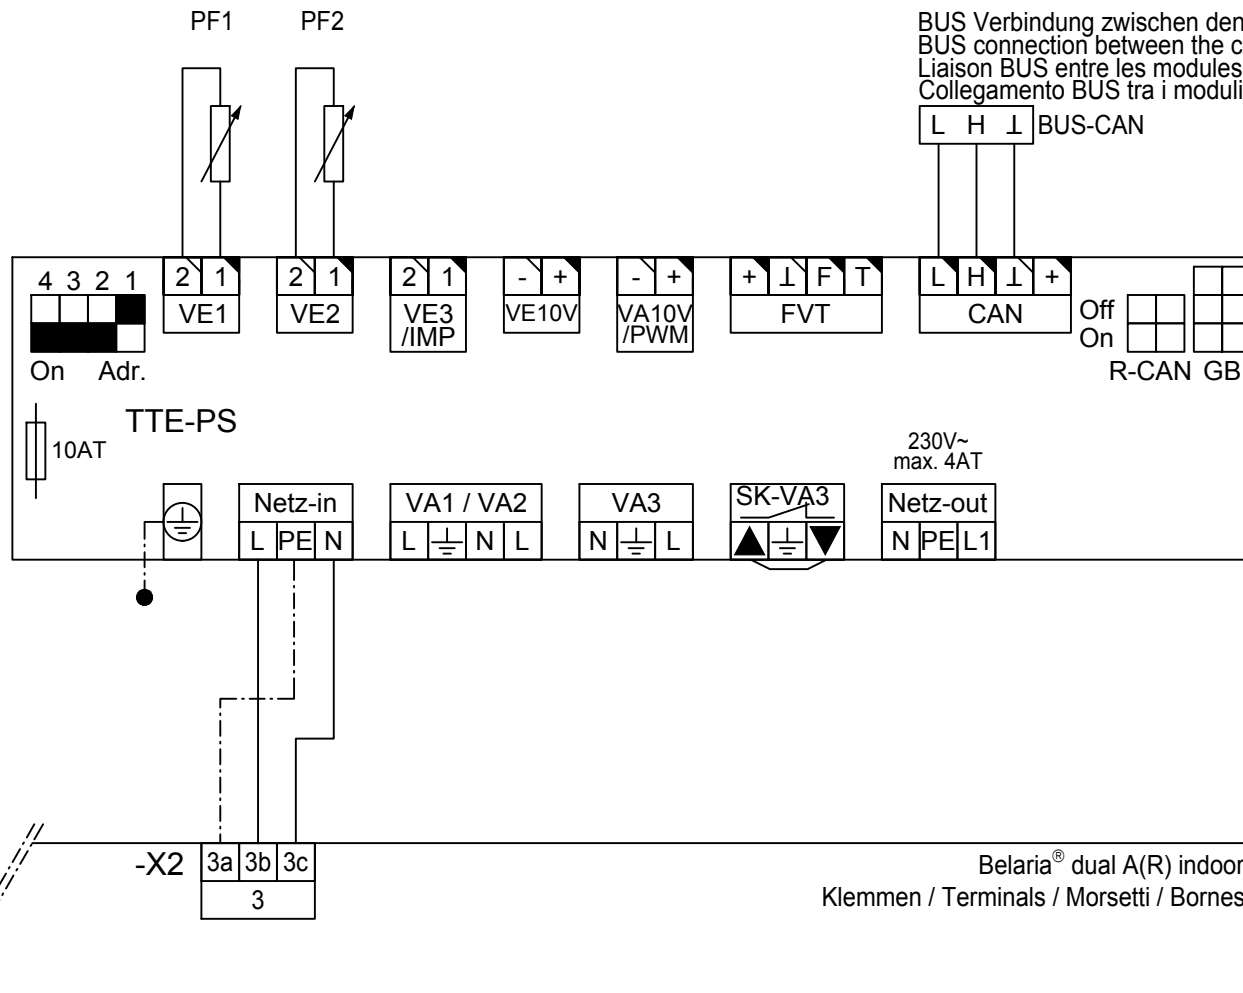 PF1 PF2
BUS Verbindung zwischen den
BUS connection between the c
Liaison BUS entre les modules
Collegamento BUS tra i moduli
L H ⊥ BUS-CAN
4 3 2 1
2 1 2 1 2 1 - + - + + ⊥ F T L H ⊥ +
VE1 VE2 VE3 VE10V VA10V FVT CAN
/IMP /PWM
Off
On
On Adr.
R-CAN GB
TTE-PS
10AT
230V~
max. 4AT
Netz-in VA1 / VA2 VA3 SK-VA3 Netz-out
L PE N L N L N L N PE L1
-X2 3a 3b 3c
3
Belaria® dual A(R) indoor
Klemmen / Terminals / Morsetti / Bornes